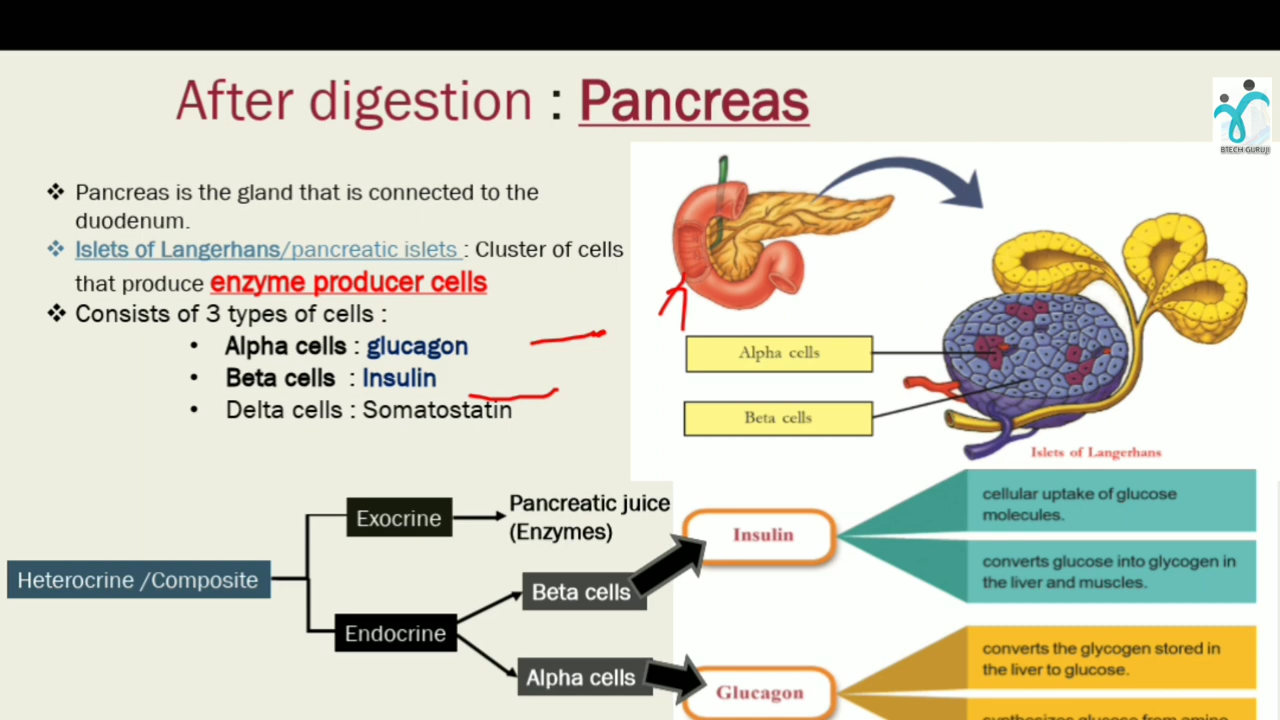 After digestion : Pancreas
BTECH GURUJI
❖ Pancreas is the gland that is connected to the
duodenum.
❖ Islets of Langerhans/pancreatic islets : Cluster of cells
that produce enzyme producer cells
❖ Consists of 3 types of cells :
• Alpha cells : glucagon
• Beta cells : Insulin
• Delta cells : Somatostatin
Alpha cells
Beta cells
Islets of Langerhans
Heterocrine /Composite
Exocrine
Pancreatic juice
(Enzymes)
Endocrine
Beta cells
Alpha cells
Insulin
cellular uptake of glucose
molecules.
converts glucose into glycogen in
the liver and muscles.
Glucagon
converts the glycogen stored in
the liver to glucose.
synthesizes glucose from amino